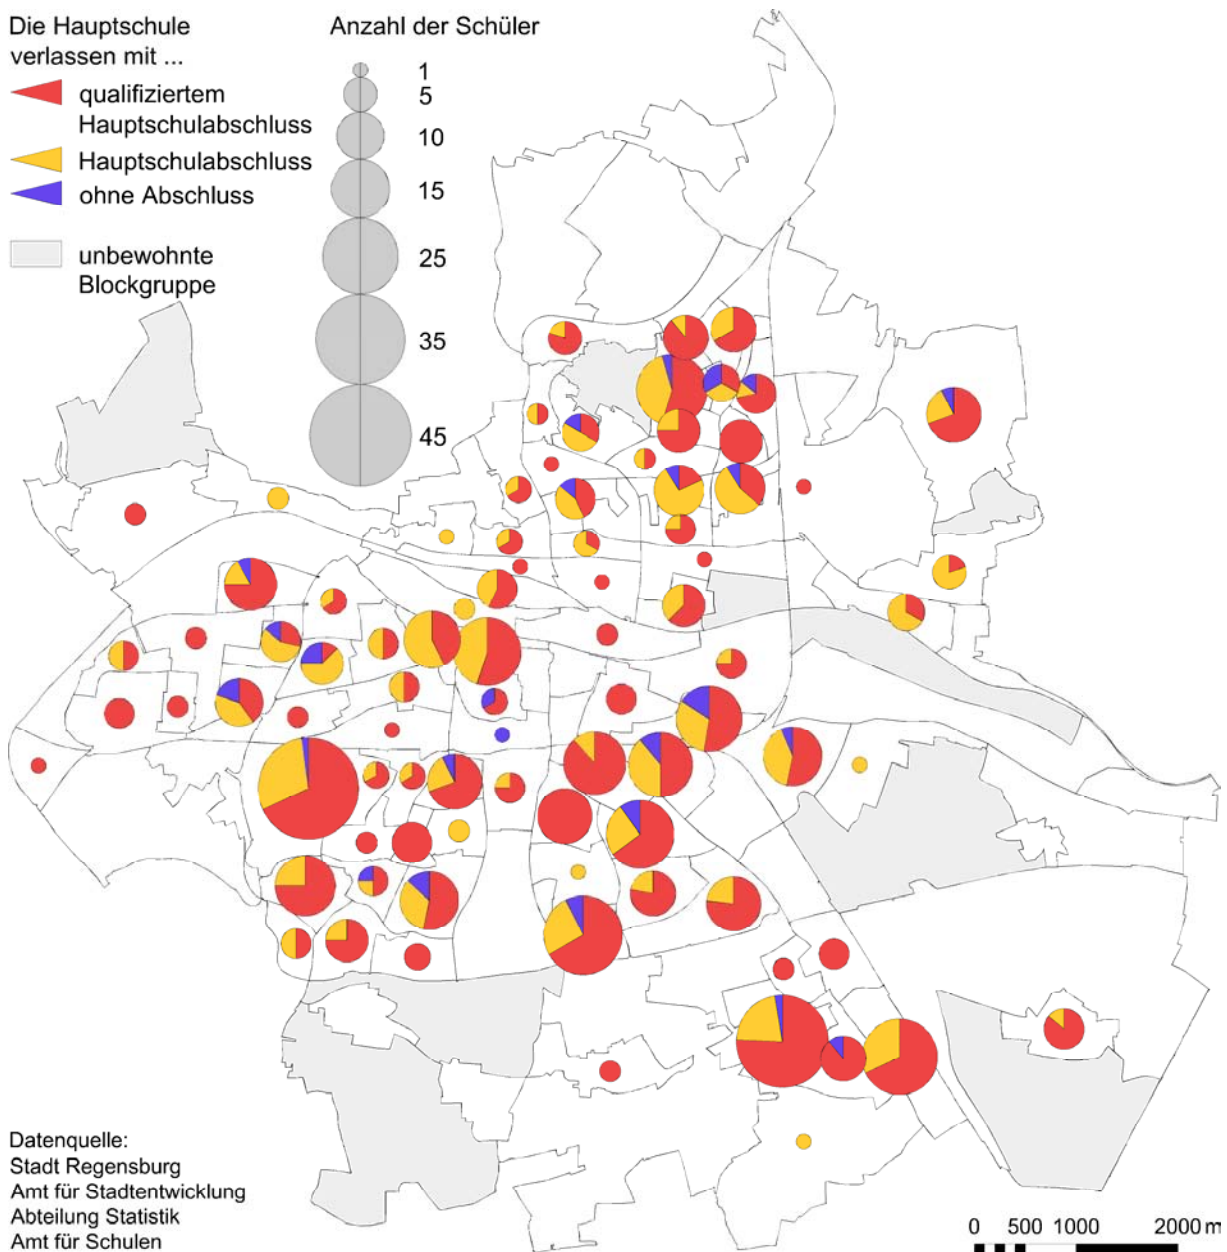 Die Hauptschule
verlassen mit ...
qualifiziertem
Hauptschulabschluss
Hauptschulabschluss
ohne Abschluss
unbewohnte
Blockgruppe
Anzahl der Schüler
1
5
10
15
25
35
45
Datenquelle:
Stadt Regensburg
Amt für Stadtentwicklung
Abteilung Statistik
Amt für Schulen
0 500 1000 2000 m